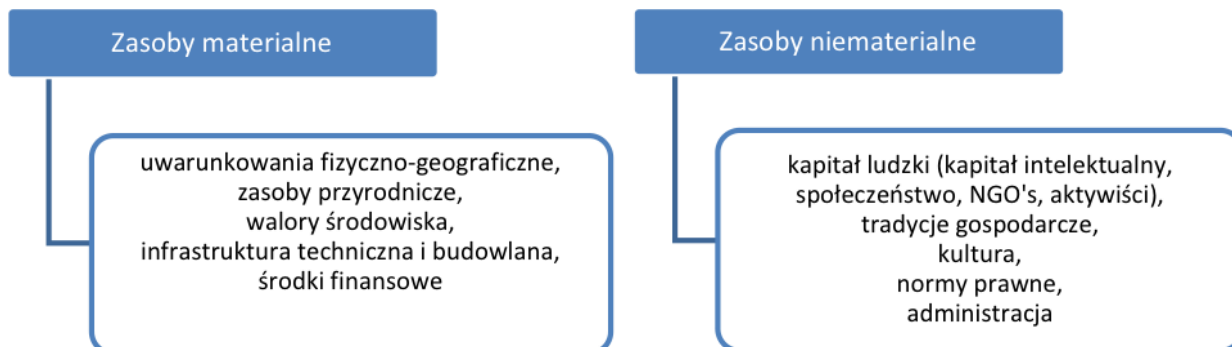 Zasoby materialne
uwarunkowania fizyczno-geograficzne,
zasoby przyrodnicze,
walory środowiska,
infrastruktura techniczna i budowlana,
środki finansowe
Zasoby niematerialne
kapitał ludzki (kapitał intelektualny,
społeczeństwo, NGO's, aktywiści),
tradycje gospodarcze,
kultura,
normy prawne,
administracja